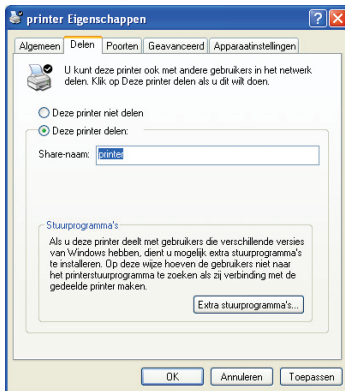 printer Eigenschappen
Algemeen Delen Poorten Geavanceerd Apparaatinstellingen
U kunt deze printer ook met andere gebruikers in het netwerk
delen. Klik op Deze printer delen als u dit wilt doen.
Deze printer niet delen
Deze printer delen:
Share-naam: printer
Stuurprogramma's
Als u deze printer deelt met gebruikers die verschillende versies
van Windows hebben, dient u mogelijk extra stuurprogramma's
te installeren. Op deze wijze hoeven de gebruikers niet naar
het printerstuurprogramma te zoeken als zij verbinding met de
gedeelde printer maken.
Extra stuurprogramma's...
OK Annuleren Toepassen